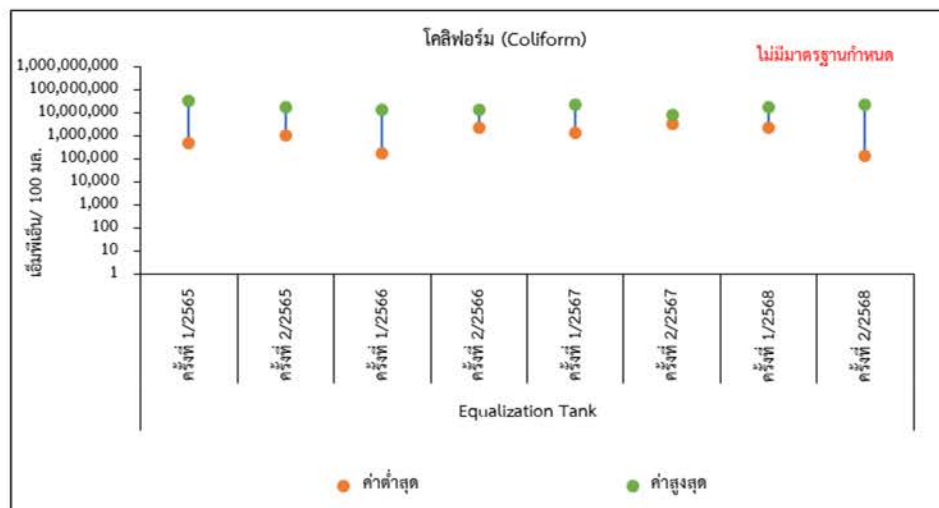 โคลิฟอร์ม (Coliform)
ไม่มีมาตรฐานกำหนด
เอ็มพีเอ็น/ 100 มล.
1,000,000,000
100,000,000
10,000,000
1,000,000
100,000
10,000
1,000
100
10
1
ครั้งที่ 1/2565
ครั้งที่ 2/2565
ครั้งที่ 1/2566
ครั้งที่ 2/2566
ครั้งที่ 1/2567
ครั้งที่ 2/2567
ครั้งที่ 1/2568
ครั้งที่ 2/2568
Equalization Tank
ค่าต่ำสุด
ค่าสูงสุด